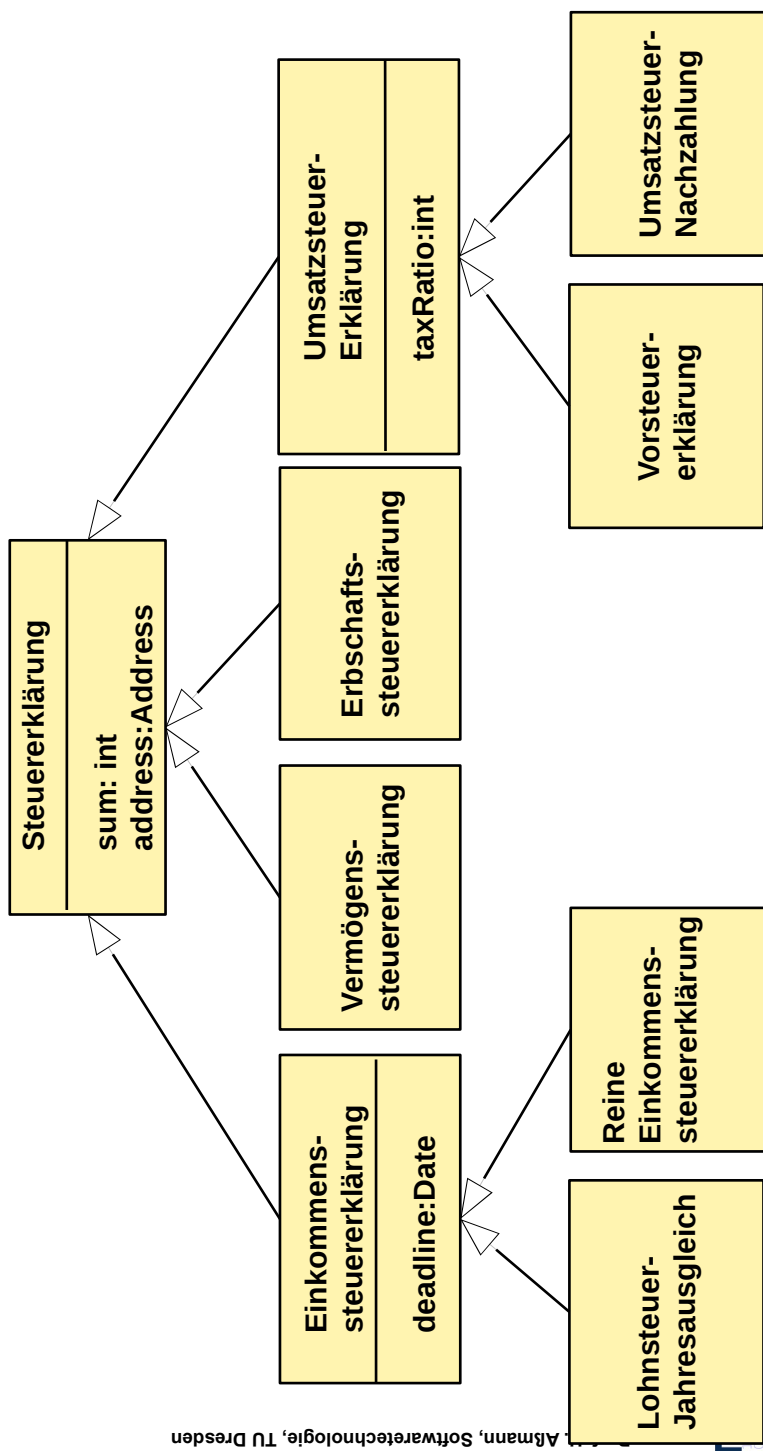 Steuererklärung
sum: int
address:Address
Einkommens-
steuererklärung
deadline:Date
Vermögens-
steuererklärung
Erbschafts-
steuererklärung
Umsatzsteuer-
Erklärung
taxRatio:int
Lohnsteuer-
Jahresausgleich
Reine
Einkommens-
steuererklärung
Vorsteuer-
erklärung
Umsatzsteuer-
Nachzahlung
Aßmann, Softwaretechnologie, TU Dresden